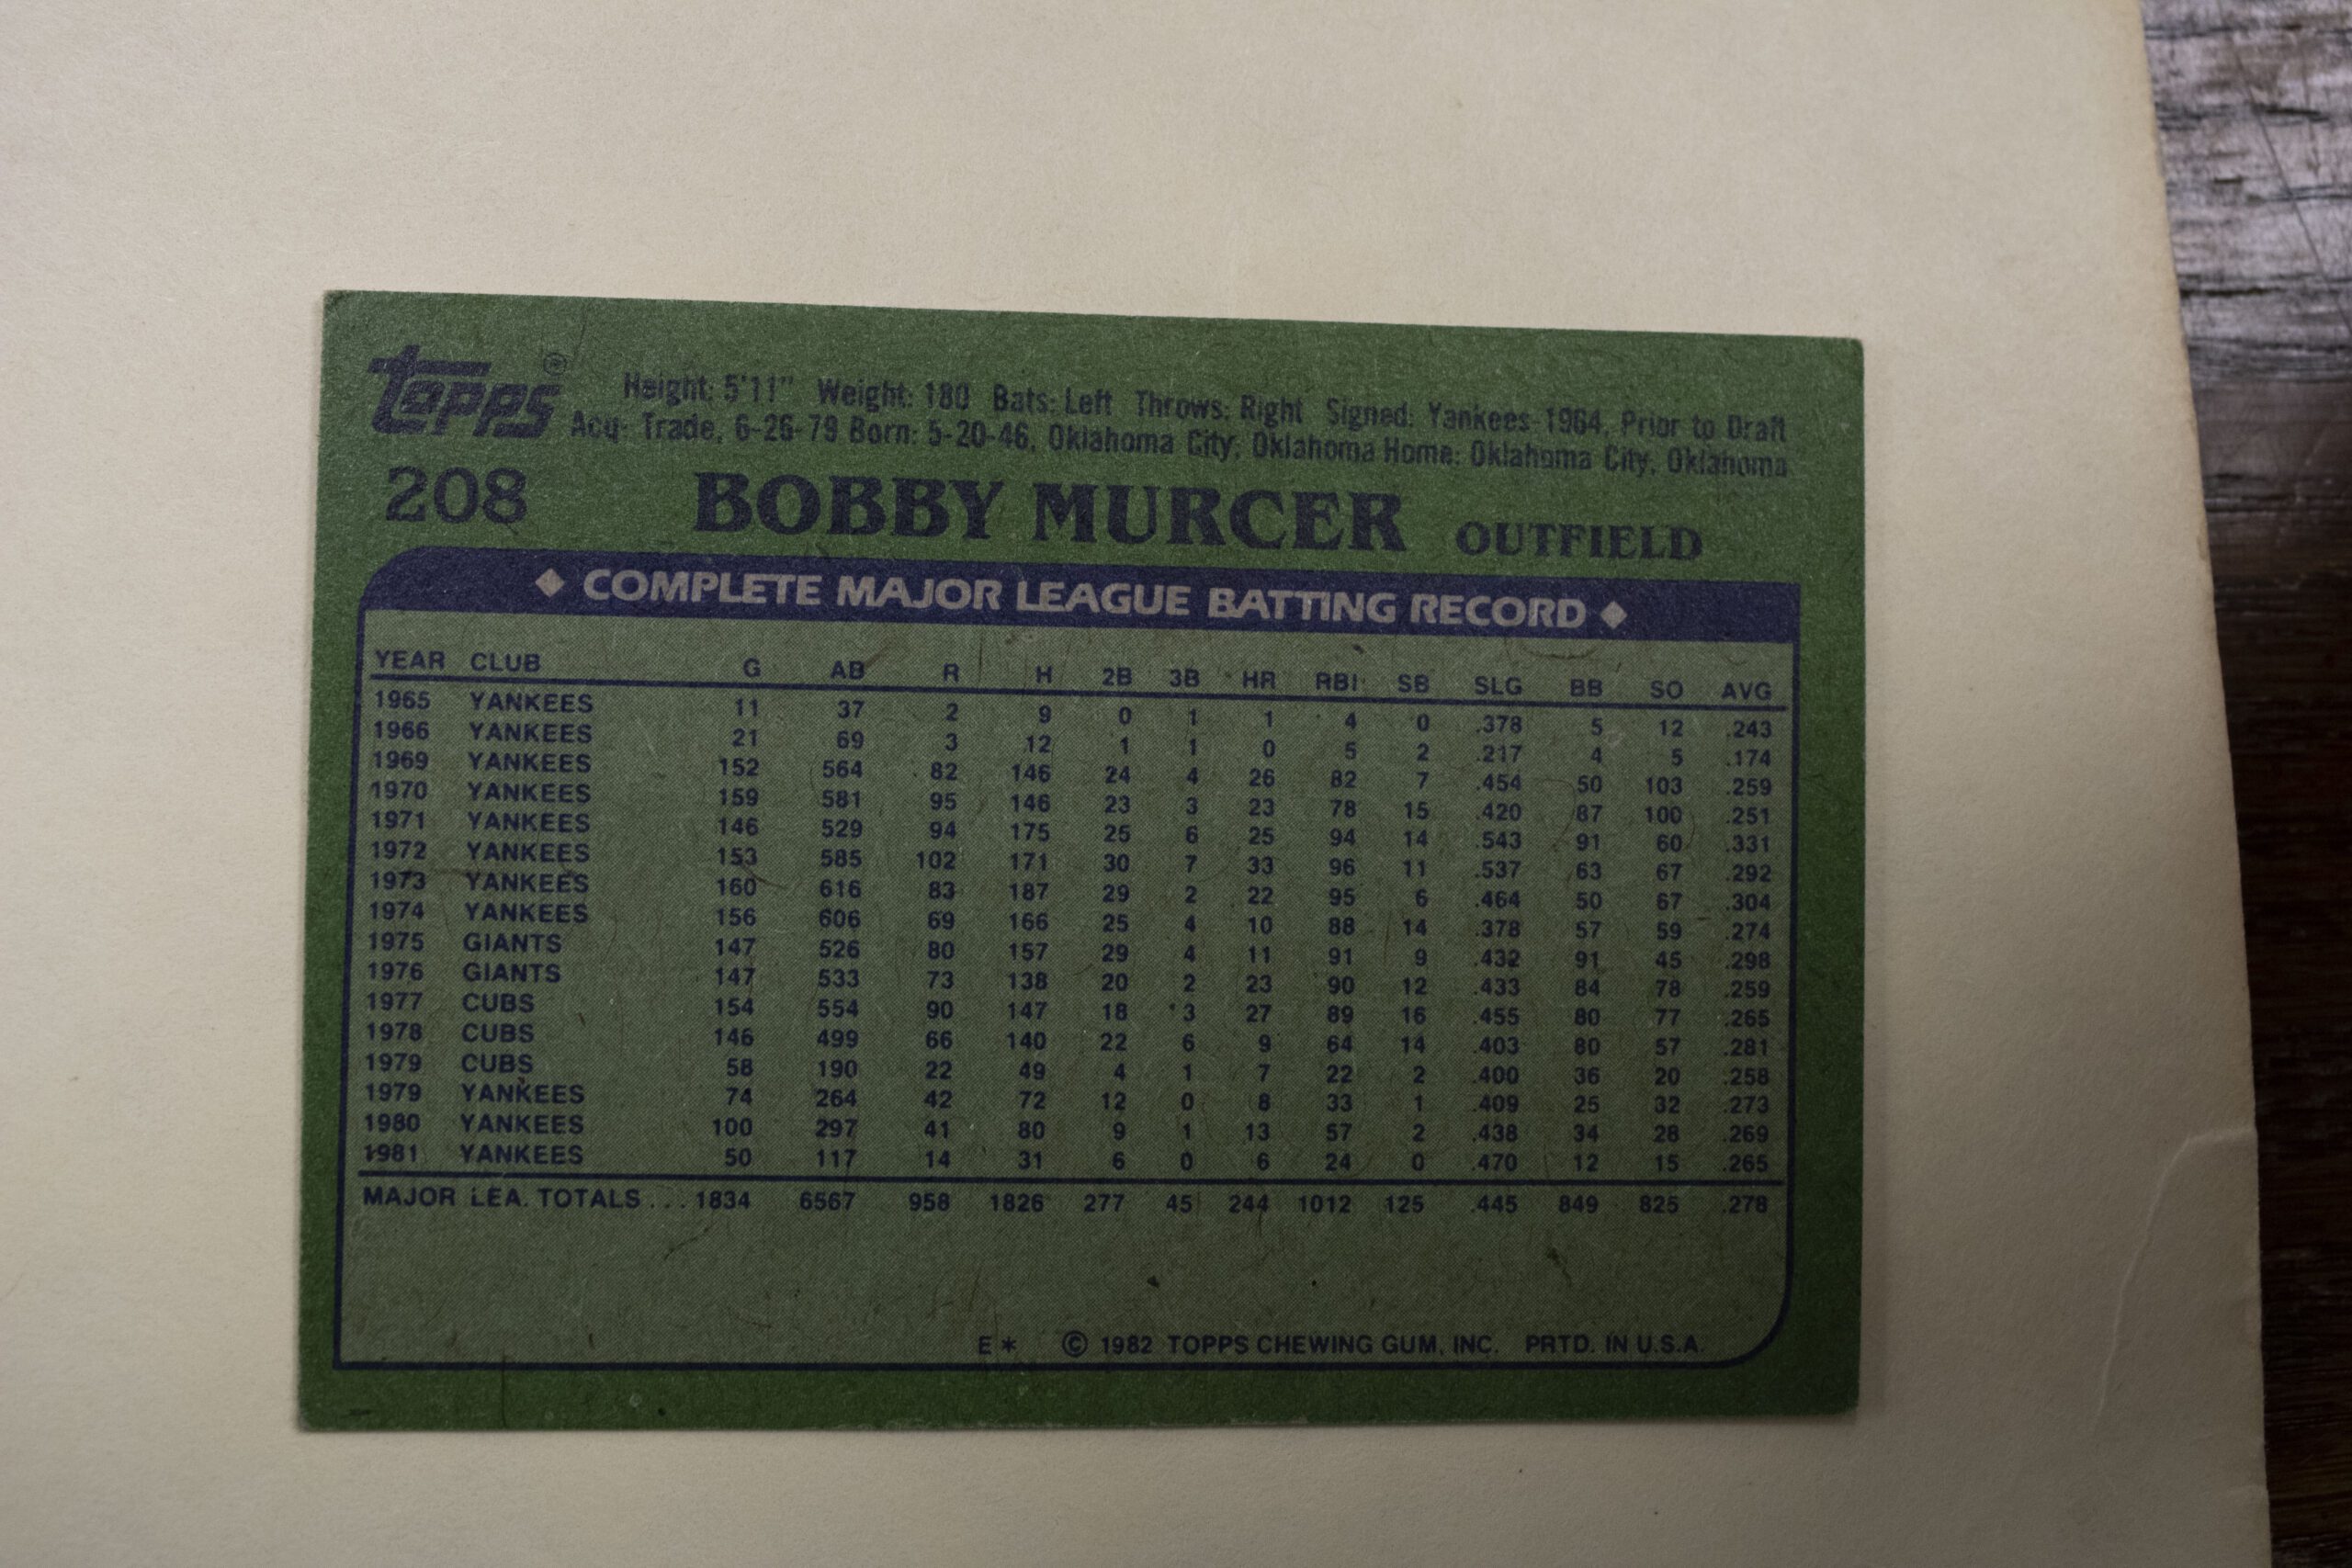 topps® Height: 5'11" Weight: 180 Bats: Left Throws: Right Signed: Yankees-1964, Prior to Draft
Acq: Trade, 6-26-79 Born: 5-20-46, Oklahoma City, Oklahoma Home: Oklahoma City, Oklahoma
208 BOBBY MURCER OUTFIELD
◆ COMPLETE MAJOR LEAGUE BATTING RECORD ◆
YEAR CLUB G AB R H 2B 3B HR RBI SB SLG BB SO AVG
1965 YANKEES 11 37 2 9 0 1 1 4 0 .378 5 12 .243
1966 YANKEES 21 69 3 12 1 1 0 5 2 .217 4 5 .174
1969 YANKEES 152 564 82 146 24 4 26 82 7 .454 50 103 .259
1970 YANKEES 159 581 95 146 23 3 23 78 15 .420 87 100 .251
1971 YANKEES 146 529 94 175 25 6 25 94 14 .543 91 60 .331
1972 YANKEES 153 585 102 171 30 7 33 96 11 .537 63 67 .292
1973 YANKEES 160 616 83 187 29 2 22 95 6 .464 50 67 .304
1974 YANKEES 156 606 69 166 25 4 10 88 14 .378 57 59 .274
1975 GIANTS 147 526 80 157 29 4 11 91 9 .432 91 45 .298
1976 GIANTS 147 533 73 138 20 2 23 90 12 .433 84 78 .259
1977 CUBS 154 554 90 147 18 3 27 89 16 .455 80 77 .265
1978 CUBS 146 499 66 140 22 6 9 64 14 .403 80 57 .281
1979 CUBS 58 190 22 49 4 1 7 22 2 .400 36 20 .258
1979 YANKEES 74 264 42 72 12 0 8 33 1 .409 25 32 .273
1980 YANKEES 100 297 41 80 9 1 13 57 2 .438 34 28 .269
1981 YANKEES 50 117 14 31 6 0 6 24 0 .470 12 15 .265
MAJOR LEA. TOTALS . . . 1834 6567 958 1826 277 45 244 1012 125 .445 849 825 .278
E* © 1982 TOPPS CHEWING GUM, INC. PRTD. IN U.S.A.